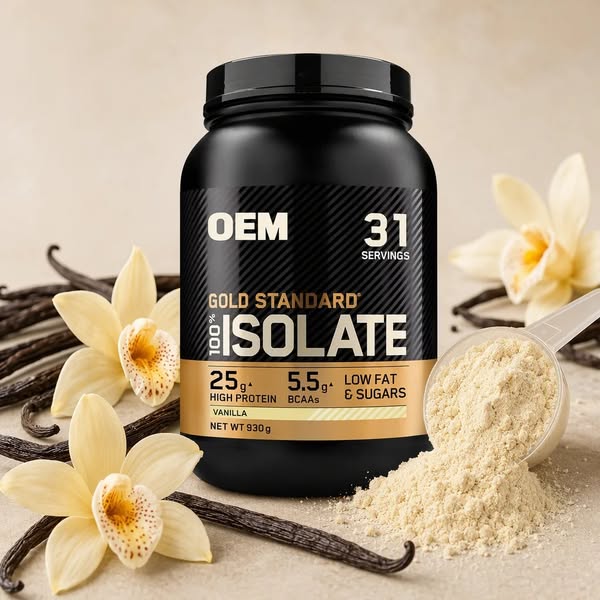 OEM
31
SERVINGS
GOLD STANDARD®
100% ISOLATE
25g▲
HIGH PROTEIN
5.5g▲
BCAAs
LOW FAT
& SUGARS
VANILLA
NET WT 930g